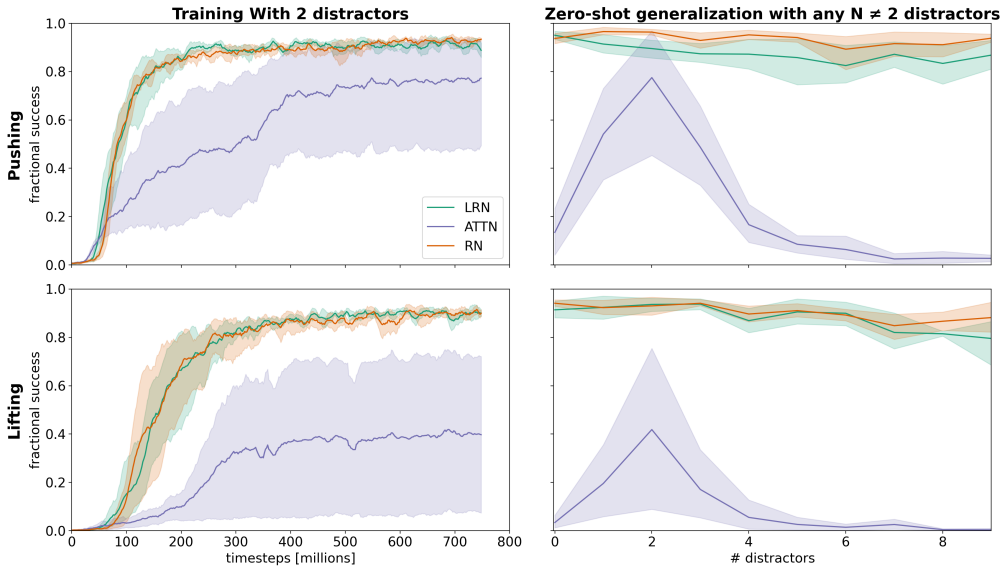 Training With 2 distractors
Zero-shot generalization with any N ≠ 2 distractors
Pushing
fractional success
1.0
0.8
0.6
0.4
0.2
0.0
LRN
ATTN
RN
Lifting
fractional success
1.0
0.8
0.6
0.4
0.2
0.0
0 100 200 300 400 500 600 700 800
timesteps [millions]
0 2 4 6 8
# distractors